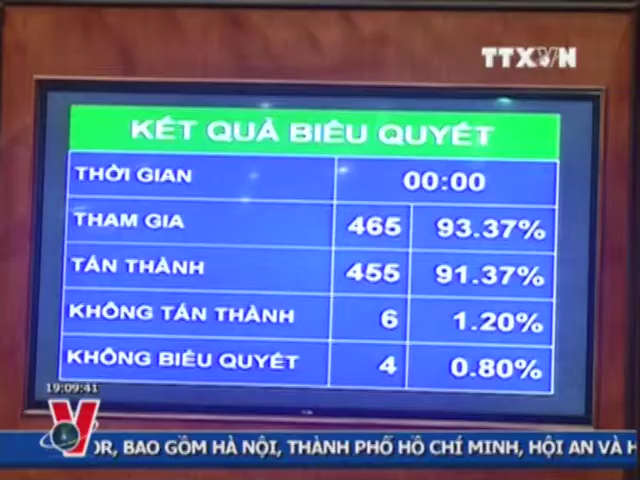 TTXVN
KẾT QUẢ BIỂU QUYẾT
THỜI GIAN 00:00
THAM GIA 465 93.37%
TÁN THÀNH 455 91.37%
KHÔNG TÁN THÀNH 6 1.20%
KHÔNG BIỂU QUYẾT 4 0.80%
19:09:41
V
OR, BAO GỒM HÀ NỘI, THÀNH PHỐ HỒ CHÍ MINH, HỘI AN VÀ H